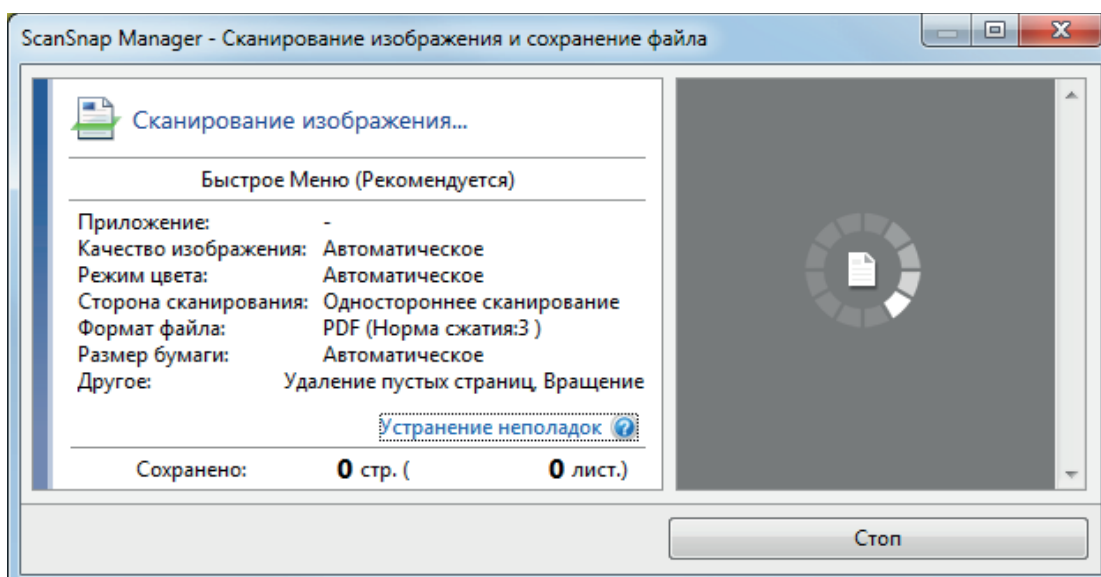 ScanSnap Manager - Сканирование изображения и сохранение файла
Сканирование изображения...
Быстрое Меню (Рекомендуется)
Приложение: -
Качество изображения: Автоматическое
Режим цвета: Автоматическое
Сторона сканирования: Одностороннее сканирование
Формат файла: PDF (Норма сжатия:3 )
Размер бумаги: Автоматическое
Другое: Удаление пустых страниц, Вращение
Устранение неполадок ?
Сохранено: 0 стр. ( 0 лист.)
Стоп